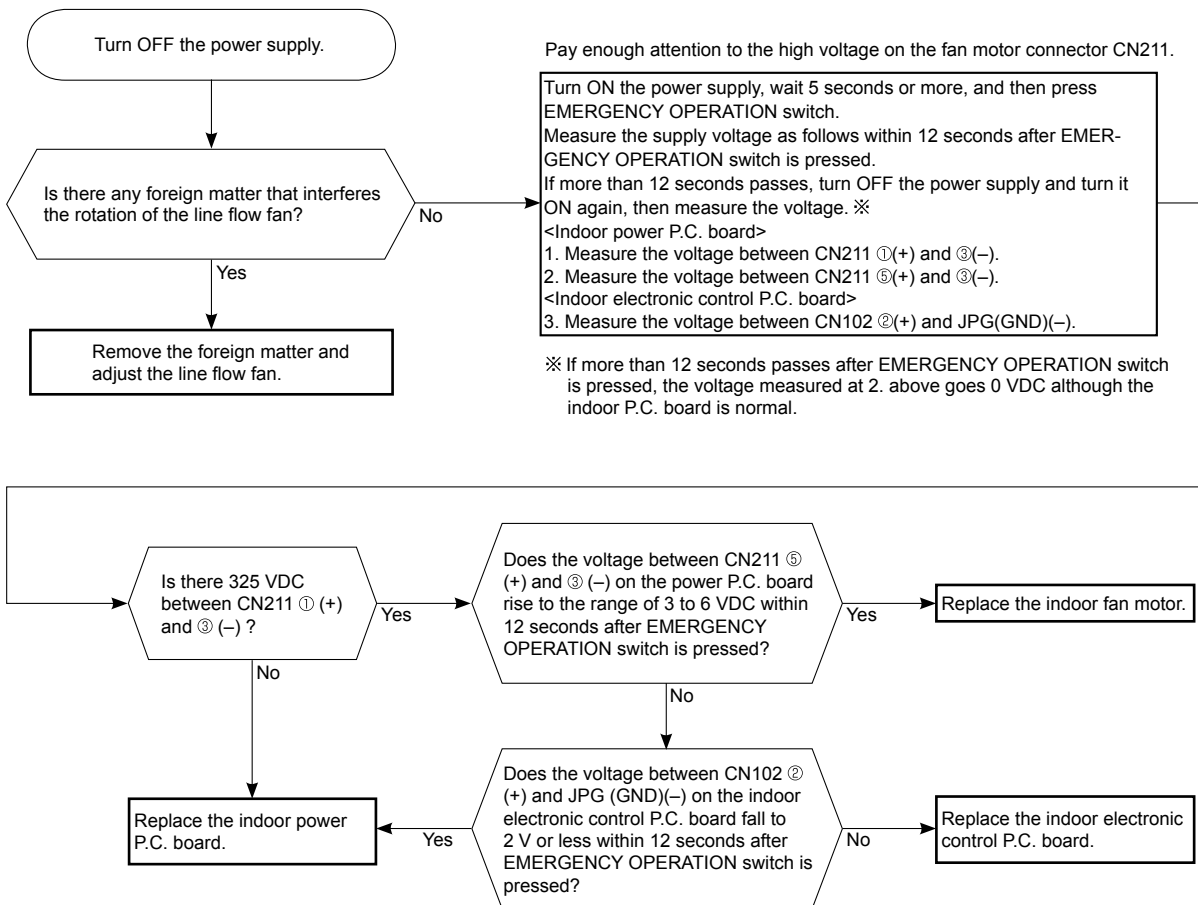 Turn OFF the power supply.
Is there any foreign matter that interferes
the rotation of the line flow fan?
No
Yes
Remove the foreign matter and
adjust the line flow fan.
Pay enough attention to the high voltage on the fan motor connector CN211.
Turn ON the power supply, wait 5 seconds or more, and then press
EMERGENCY OPERATION switch.
Measure the supply voltage as follows within 12 seconds after EMER-
GENCY OPERATION switch is pressed.
If more than 12 seconds passes, turn OFF the power supply and turn it
ON again, then measure the voltage. ※
<Indoor power P.C. board>
1. Measure the voltage between CN211 ①(+) and ③(–).
2. Measure the voltage between CN211 ⑤(+) and ③(–).
<Indoor electronic control P.C. board>
3. Measure the voltage between CN102 ②(+) and JPG(GND)(–).
※ If more than 12 seconds passes after EMERGENCY OPERATION switch
is pressed, the voltage measured at 2. above goes 0 VDC although the
indoor P.C. board is normal.
Is there 325 VDC
between CN211 ① (+)
and ③ (–) ?
Yes
No
Does the voltage between CN211 ⑤
(+) and ③ (–) on the power P.C. board
rise to the range of 3 to 6 VDC within
12 seconds after EMERGENCY
OPERATION switch is pressed?
Yes
No
Replace the indoor fan motor.
Does the voltage between CN102 ②
(+) and JPG (GND)(–) on the indoor
electronic control P.C. board fall to
2 V or less within 12 seconds after
EMERGENCY OPERATION switch is
pressed?
Yes
No
Replace the indoor power
P.C. board.
Replace the indoor electronic
control P.C. board.